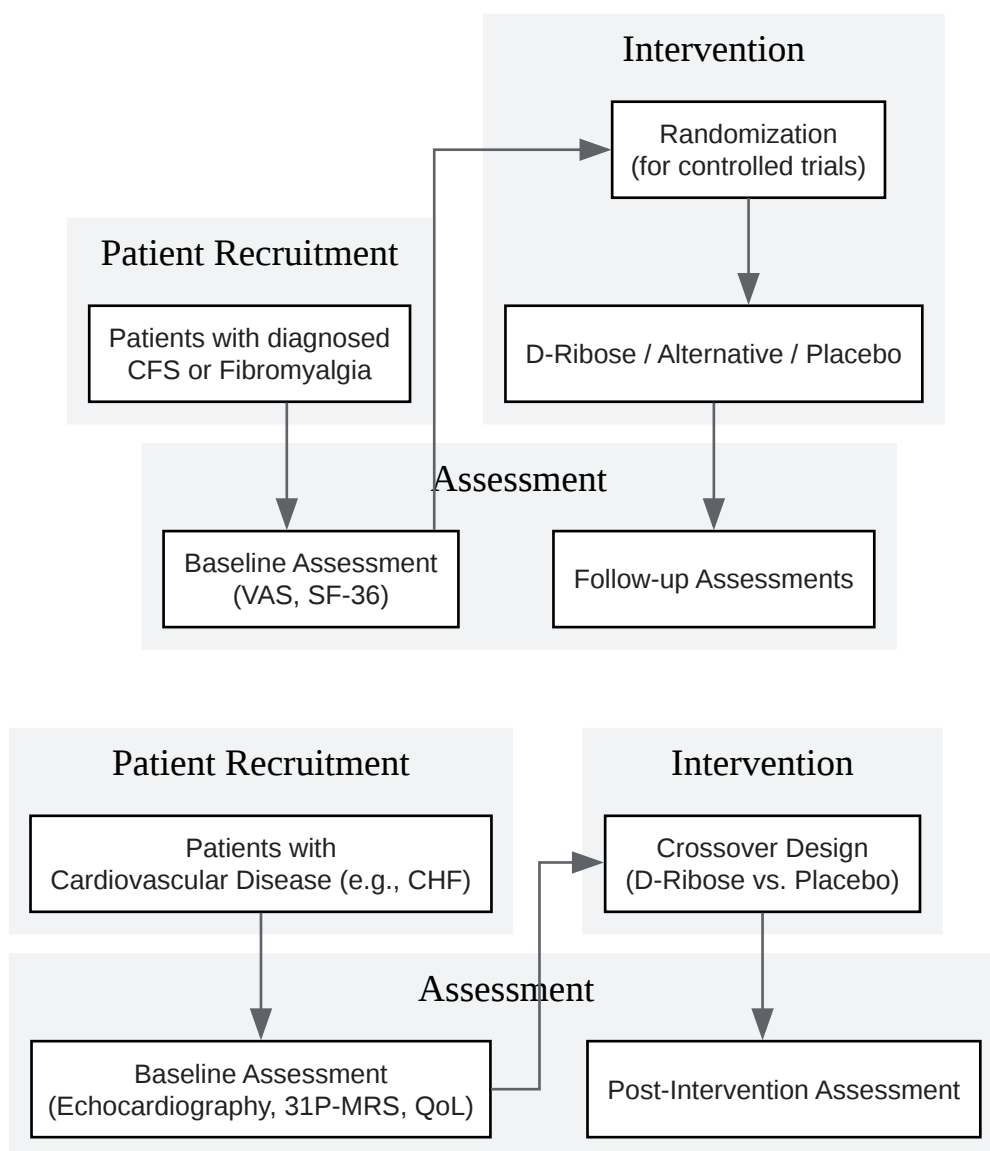 Intervention
Randomization
(for controlled trials)
Patient Recruitment
Patients with diagnosed
CFS or Fibromyalgia
D-Ribose / Alternative / Placebo
Assessment
Baseline Assessment
(VAS, SF-36)
Follow-up Assessments
Patient Recruitment
Intervention
Patients with
Cardiovascular Disease (e.g., CHF)
Crossover Design
(D-Ribose vs. Placebo)
Assessment
Baseline Assessment
(Echocardiography, 31P-MRS, QoL)
Post-Intervention Assessment